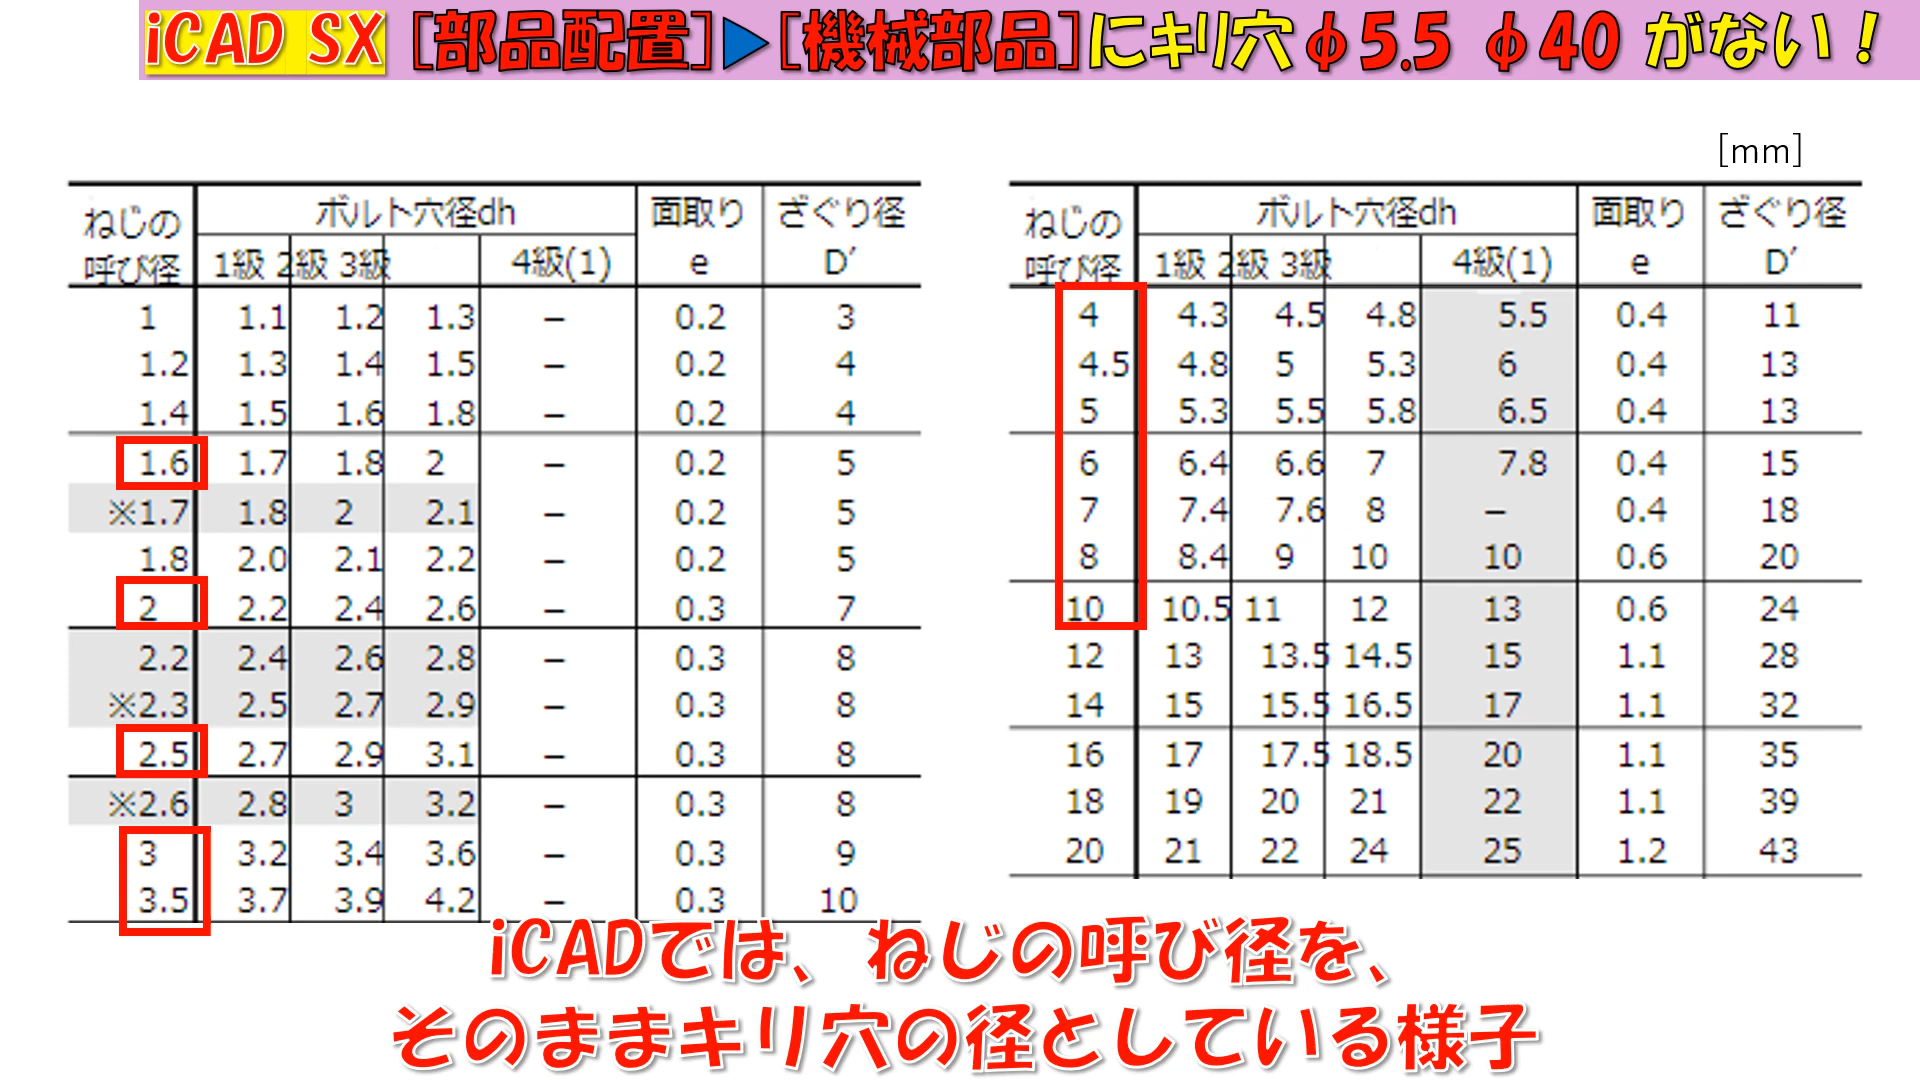 iCAD SX [部品配置]▶[機械部品]にキリ穴φ5.5 φ40 がない!
[mm]
ねじの呼び径 ボルト穴径dh 面取り ざぐり径
1級 2級 3級 4級(1) e D′
1 1.1 1.2 1.3 – 0.2 3
1.2 1.3 1.4 1.5 – 0.2 4
1.4 1.5 1.6 1.8 – 0.2 4
1.6 1.7 1.8 2 – 0.2 5
※1.7 1.8 2 2.1 – 0.2 5
1.8 2.0 2.1 2.2 – 0.2 5
2 2.2 2.4 2.6 – 0.3 7
2.2 2.4 2.6 2.8 – 0.3 8
※2.3 2.5 2.7 2.9 – 0.3 8
2.5 2.7 2.9 3.1 – 0.3 8
※2.6 2.8 3 3.2 – 0.3 8
3 3.2 3.4 3.6 – 0.3 9
3.5 3.7 3.9 4.2 – 0.3 10
ねじの呼び径 ボルト穴径dh 面取り ざぐり径
1級 2級 3級 4級(1) e D′
4 4.3 4.5 4.8 5.5 0.4 11
4.5 4.8 5 5.3 6 0.4 13
5 5.3 5.5 5.8 6.5 0.4 13
6 6.4 6.6 7 7.8 0.4 15
7 7.4 7.6 8 – 0.4 18
8 8.4 9 10 10 0.6 20
10 10.5 11 12 13 0.6 24
12 13 13.5 14.5 15 1.1 28
14 15 15.5 16.5 17 1.1 32
16 17 17.5 18.5 20 1.1 35
18 19 20 21 22 1.1 39
20 21 22 24 25 1.2 43
iCADでは、ねじの呼び径を、
そのままキリ穴の径としている様子